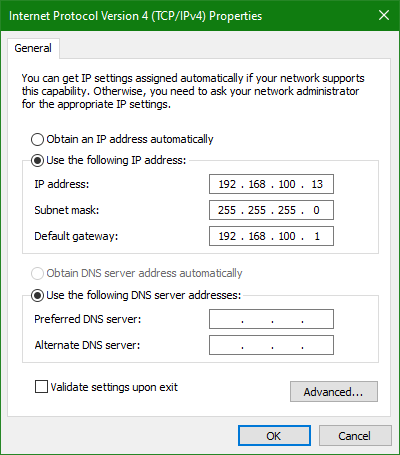 Internet Protocol Version 4 (TCP/IPv4) Properties
General
You can get IP settings assigned automatically if your network supports
this capability. Otherwise, you need to ask your network administrator
for the appropriate IP settings.
Obtain an IP address automatically
Use the following IP address:
IP address: 192 . 168 . 100 . 13
Subnet mask: 255 . 255 . 255 . 0
Default gateway: 192 . 168 . 100 . 1
Obtain DNS server address automatically
Use the following DNS server addresses:
Preferred DNS server: . . .
Alternate DNS server: . . .
Validate settings upon exit
Advanced...
OK Cancel